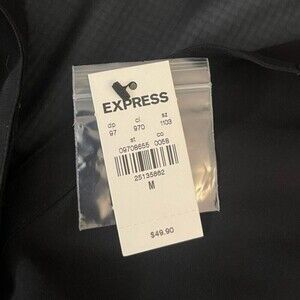 EXPRESS
dp cl sz
97 970 1103
st co
09708655 0058
25135862
M
$49.90